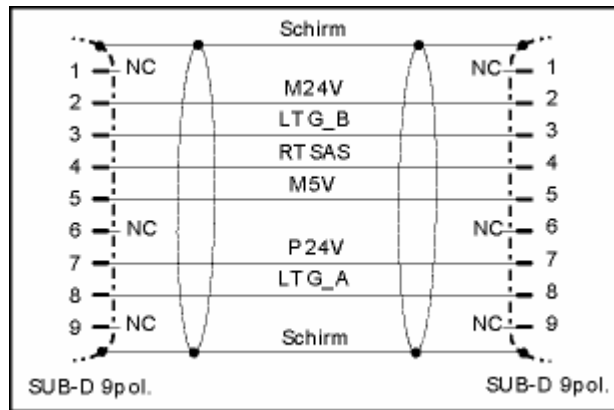 Schirm
1 NC NC 1
M24V
2 2
LTG_B
3 3
RTSAS
4 4
M5V
5 5
6 NC NC 6
P24V
7 7
LTG_A
8 8
9 NC NC 9
Schirm
SUB-D 9pol. SUB-D 9pol.